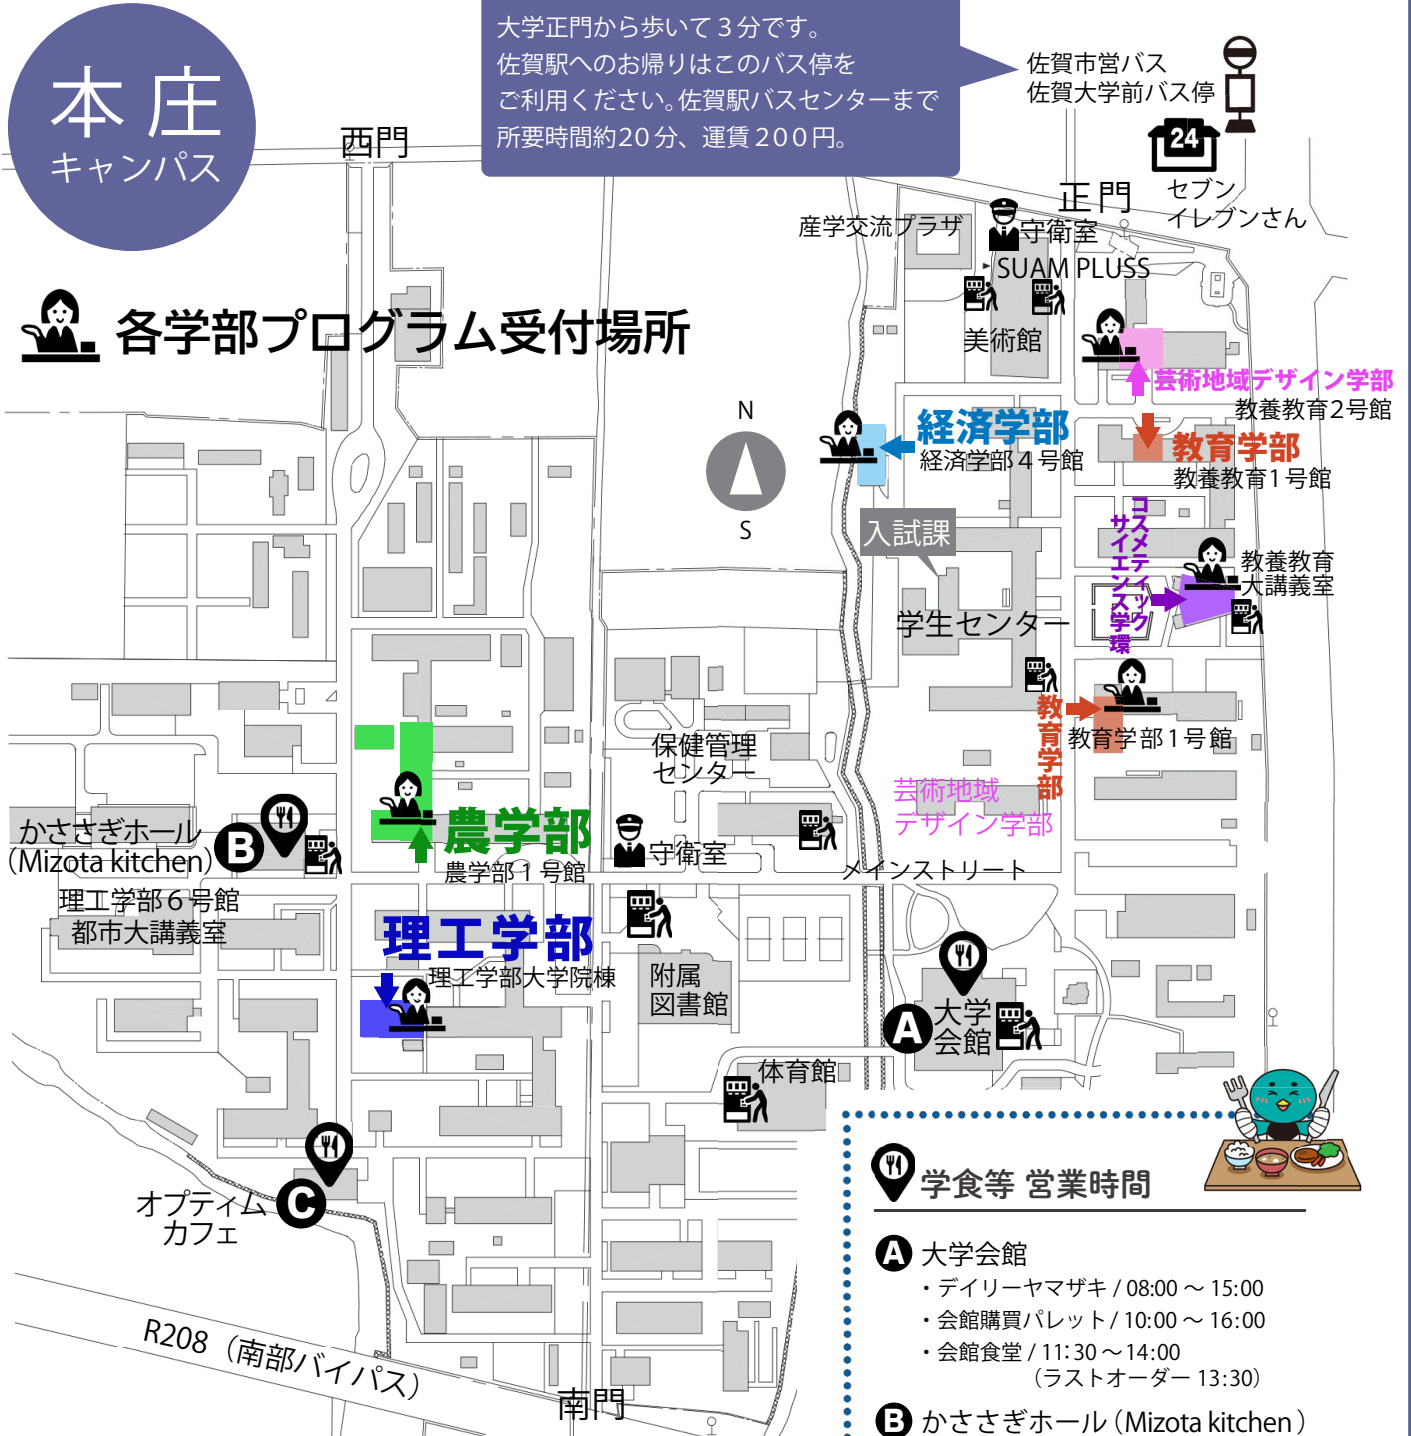 本庄
キャンパス
大学正門から歩いて3分です。
佐賀駅へのお帰りはこのバス停を
ご利用ください。佐賀駅バスセンターまで
所要時間約20分、運賃200円。
佐賀市営バス
佐賀大学前バス停
24
セブン
イレブンさん
西門
正門
産学交流プラザ
守衛室
SUAM PLUSS
美術館
各学部プログラム受付場所
芸術地域デザイン学部
教養教育2号館
N
S
経済学部
経済学部4号館
教育学部
教養教育1号館
入試課
コスメティック
サイエンス学環
教養教育
大講義室
学生センター
教育学部
教育学部1号館
保健管理
センター
芸術地域
デザイン学部
かささぎホール
(Mizota kitchen)
B
農学部
農学部1号館
守衛室
メインストリート
理工学部6号館
都市大講義室
理工学部
理工学部大学院棟
附属
図書館
A
大学
会館
体育館
オプティム
カフェ
C
R208（南部バイパス）
南門
学食等 営業時間
A 大学会館
・デイリーヤマザキ / 08:00 ～ 15:00
・会館購買パレット / 10:00 ～ 16:00
・会館食堂 / 11:30 ～ 14:00
（ラストオーダー 13:30）
B かささぎホール（Mizota kitchen）